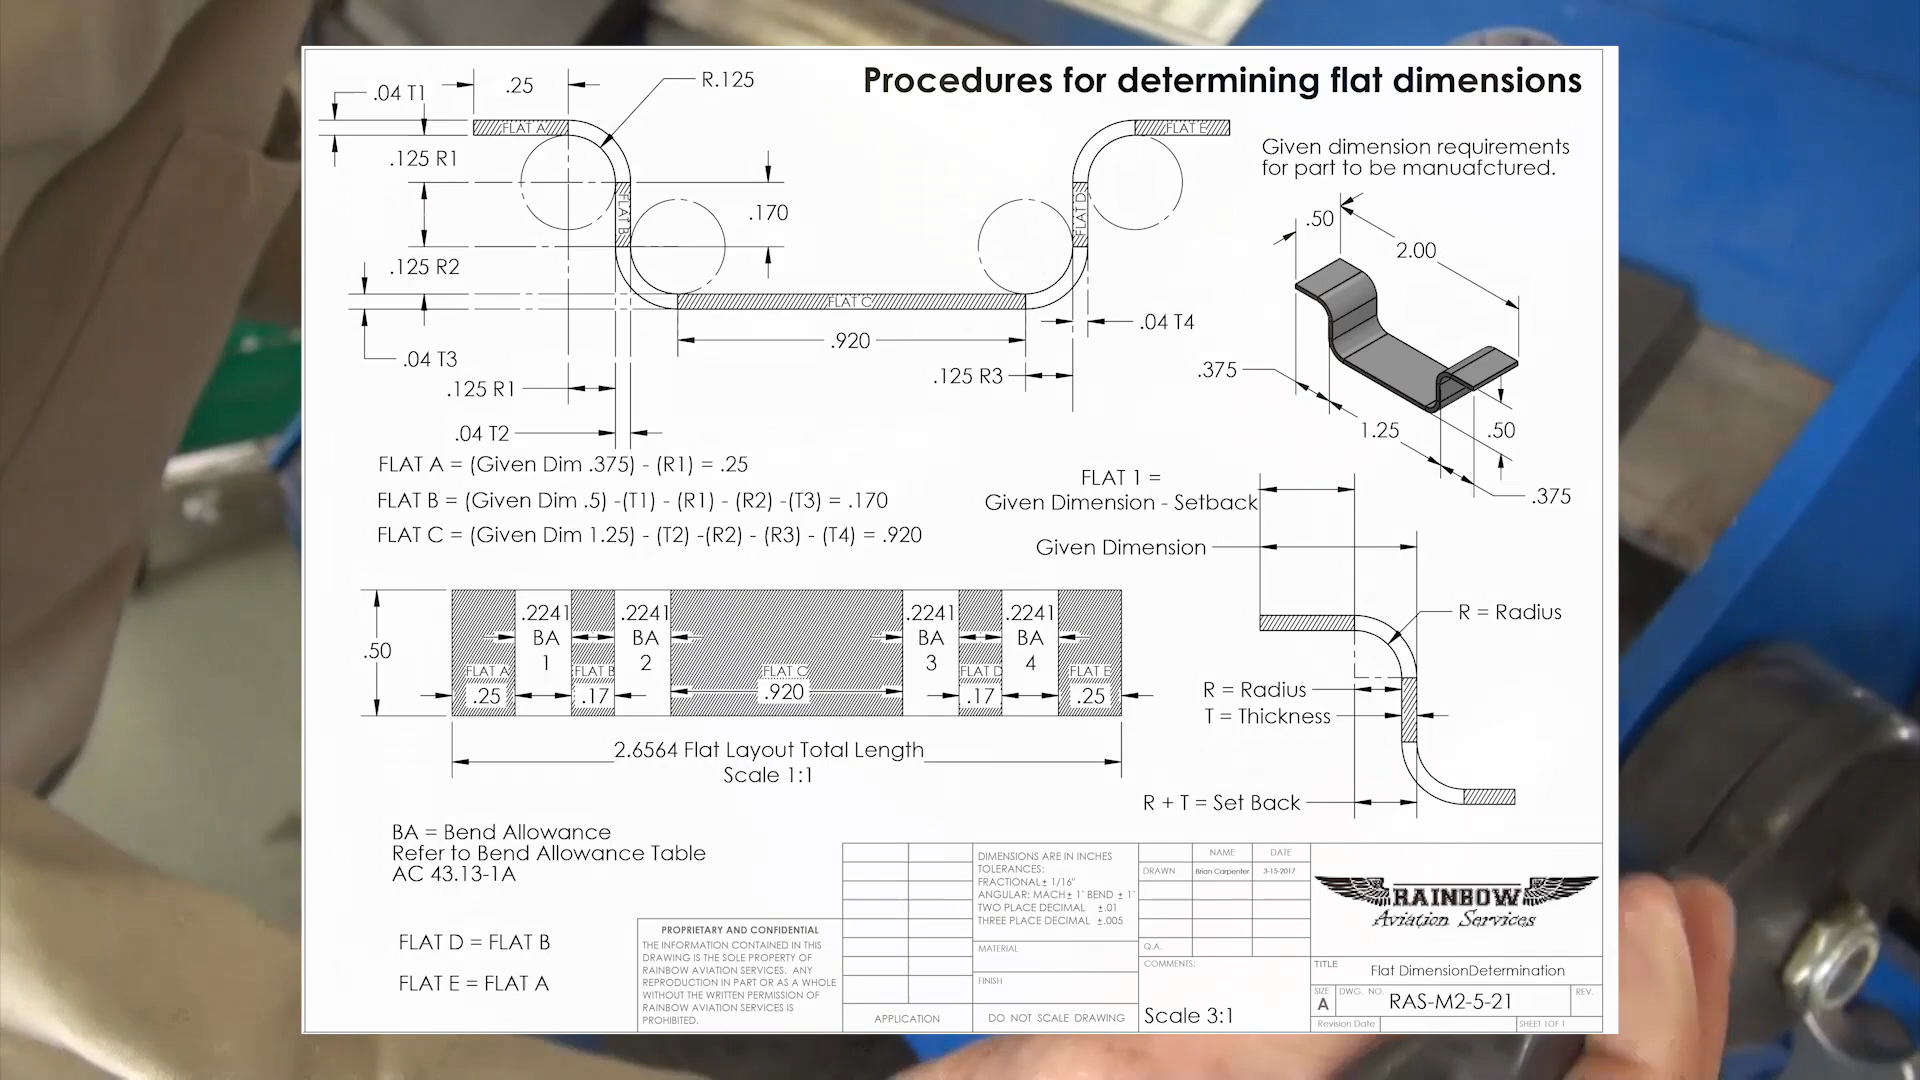 Procedures for determining flat dimensions
.04 T1
.25
R.125
FLAT A
FLAT E
.125 R1
FLAT B
.170
FLAT D
.125 R2
FLAT C
.04 T3
.920
.04 T4
.125 R1
.125 R3
.04 T2
Given dimension requirements
for part to be manuafctured.
.50
2.00
.375
1.25
.50
.375
FLAT A = (Given Dim .375) - (R1) = .25
FLAT B = (Given Dim .5) -(T1) - (R1) - (R2) -(T3) = .170
FLAT C = (Given Dim 1.25) - (T2) -(R2) - (R3) - (T4) = .920
FLAT 1 =
Given Dimension - Setback
Given Dimension
R = Radius
R = Radius
T = Thickness
R + T = Set Back
.50
.2241
BA
1
.2241
BA
2
.2241
BA
3
.2241
BA
4
FLAT A
FLAT B
FLAT C
FLAT D
FLAT E
.25
.17
.920
.17
.25
2.6564 Flat Layout Total Length
Scale 1:1
BA = Bend Allowance
Refer to Bend Allowance Table
AC 43.13-1A
FLAT D = FLAT B
FLAT E = FLAT A
PROPRIETARY AND CONFIDENTIAL
THE INFORMATION CONTAINED IN THIS
DRAWING IS THE SOLE PROPERTY OF
RAINBOW AVIATION SERVICES. ANY
REPRODUCTION IN PART OR AS A WHOLE
WITHOUT THE WRITTEN PERMISSION OF
RAINBOW AVIATION SERVICES IS
PROHIBITED.
APPLICATION
DIMENSIONS ARE IN INCHES
TOLERANCES:
FRACTIONAL± 1/16"
ANGULAR: MACH± 1° BEND ± 1°
TWO PLACE DECIMAL ±.01
THREE PLACE DECIMAL ±.005
MATERIAL
FINISH
DO NOT SCALE DRAWING
NAME
DATE
DRAWN
Brian Carpenter
3-15-2017
Q.A.
COMMENTS:
Scale 3:1
RAINBOW
Aviation Services
TITLE
Flat DimensionDetermination
SIZE
A
DWG. NO.
RAS-M2-5-21
REV.
Revision Date
SHEET 1OF 1